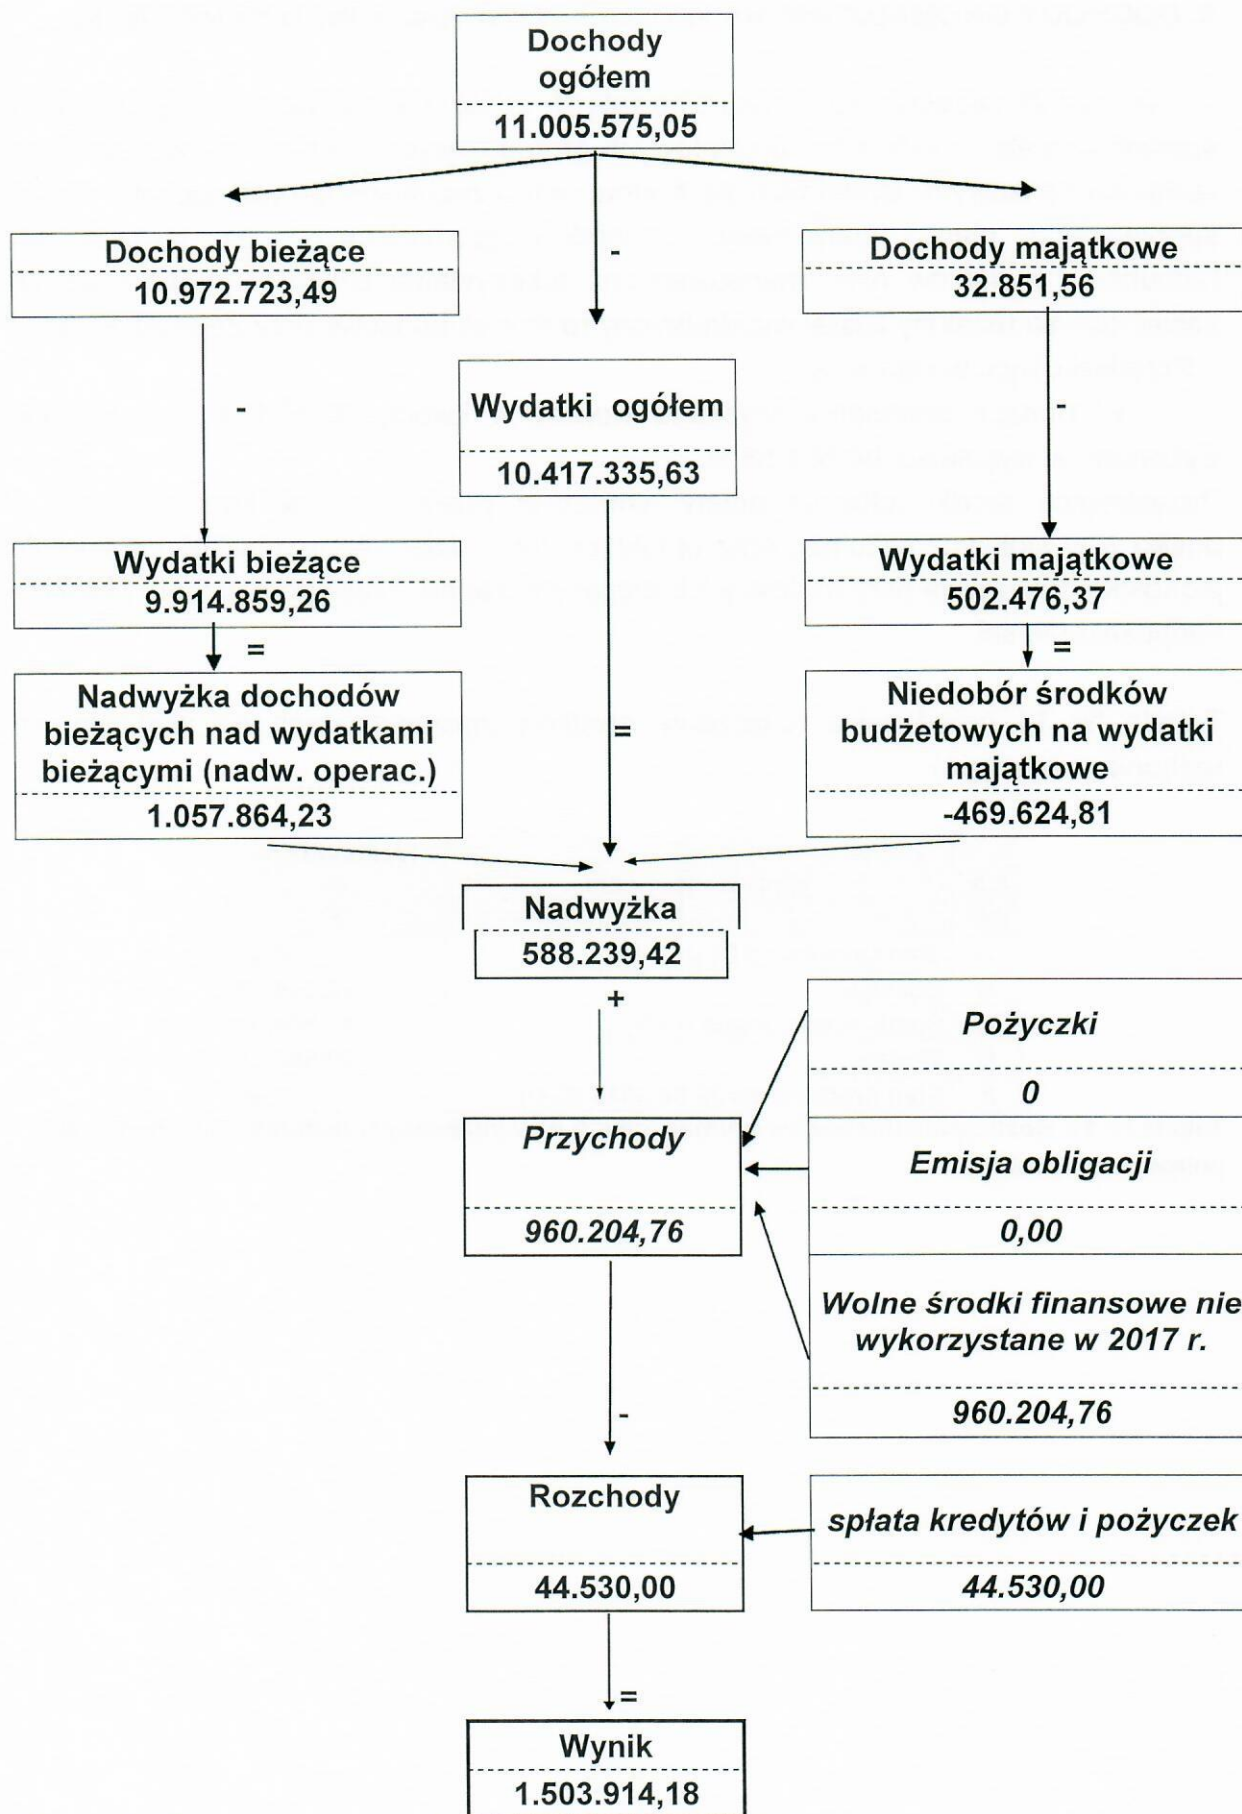 Dochody
ogółem
11.005.575,05
Dochody bieżące
10.972.723,49
-
Dochody majątkowe
32.851,56
-
Wydatki ogółem
10.417.335,63
-
-
Wydatki bieżące
9.914.859,26
=
Wydatki majątkowe
502.476,37
=
Nadwyżka dochodów
bieżących nad wydatkami
bieżącymi (nadw. operac.)
1.057.864,23
=
Niedobór środków
budżetowych na wydatki
majątkowe
-469.624,81
Nadwyżka
588.239,42
+
Pożyczki
0
Przychody
960.204,76
Emisja obligacji
0,00
Wolne środki finansowe nie
wykorzystane w 2017 r.
960.204,76
-
Rozchody
44.530,00
spłata kredytów i pożyczek
44.530,00
=
Wynik
1.503.914,18